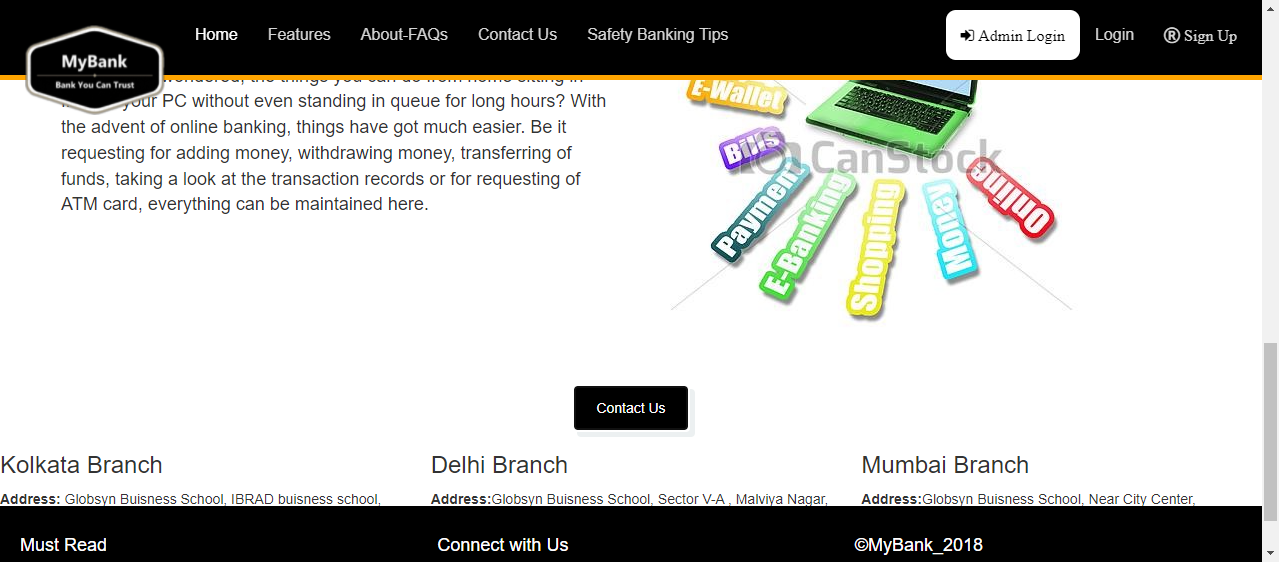 Home Features About-FAQs Contact Us Safety Banking Tips Admin Login Login ® Sign Up
MyBank
Bank You Can Trust
wondered, the things you can do from home sitting in
your PC without even standing in queue for long hours? With
the advent of online banking, things have got much easier. Be it
requesting for adding money, withdrawing money, transferring of
funds, taking a look at the transaction records or for requesting of
ATM card, everything can be maintained here.
E-Wallet
Bills
CanStock
Payment
E-Banking
Shopping
Money
Online
Contact Us
Kolkata Branch
Address: Globsyn Buisness School, IBRAD buisness school,
Delhi Branch
Address:Globsyn Buisness School, Sector V-A , Malviya Nagar,
Mumbai Branch
Address:Globsyn Buisness School, Near City Center,
Must Read
Connect with Us
©MyBank_2018